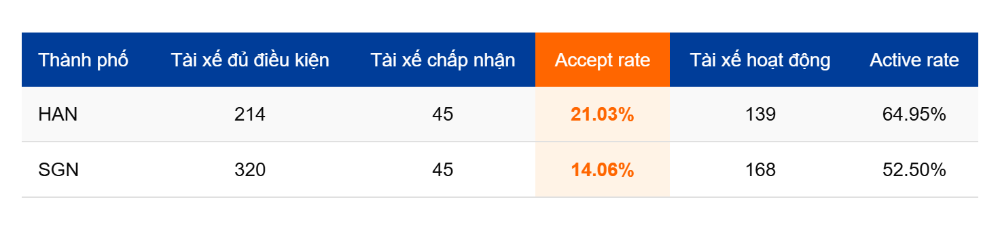 Thành phố Tài xế đủ điều kiện Tài xế chấp nhận Accept rate Tài xế hoạt động Active rate
HAN 214 45 21.03% 139 64.95%
SGN 320 45 14.06% 168 52.50%